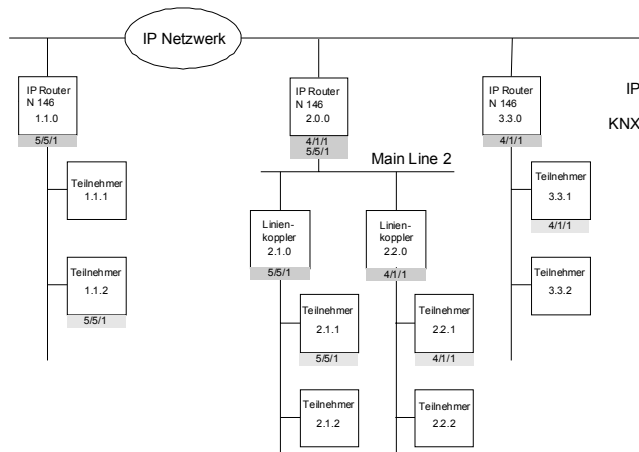 IP Netzwerk
IP
KNX
IP Router
N 146
1.1.0
5/5/1
IP Router
N 146
2.0.0
4/1/1
5/5/1
IP Router
N 146
3.3.0
4/1/1
Main Line 2
Teilnehmer
1.1.1
Teilnehmer
1.1.2
5/5/1
Linien-
koppler
2.1.0
5/5/1
Linien-
koppler
2.2.0
4/1/1
Teilnehmer
3.3.1
4/1/1
Teilnehmer
3.3.2
Teilnehmer
2.1.1
5/5/1
Teilnehmer
2.2.1
4/1/1
Teilnehmer
2.1.2
Teilnehmer
2.2.2